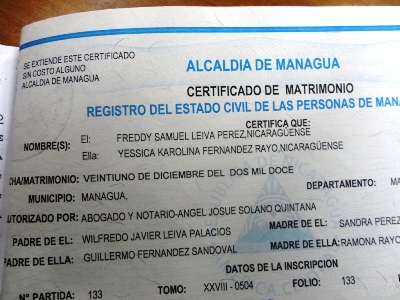 SE EXTIENDE ESTE CERTIFICADO
SIN COSTO ALGUNO
ALCALDIA DE MANAGUA
ALCALDIA DE MANAGUA
CERTIFICADO DE MATRIMONIO
REGISTRO DEL ESTADO CIVIL DE LAS PERSONAS DE MANA
CERTIFICA QUE:
NOMBRE(S): El: FREDDY SAMUEL LEIVA PEREZ,NICARAGÜENSE
Ella: YESSICA KAROLINA FERNANDEZ RAYO,NICARAGÜENSE
CHA/MATRIMONIO: VEINTIUNO DE DICIEMBRE DEL DOS MIL DOCE
MUNICIPIO: MANAGUA, DEPARTAMENTO: MA
AUTORIZADO POR: ABOGADO Y NOTARIO-ANGEL JOSUE SOLANO QUINTANA
PADRE DE EL: WILFREDO JAVIER LEIVA PALACIOS MADRE DE EL: SANDRA PEREZ
PADRE DE ELLA: GUILLERMO FERNANDEZ SANDOVAL MADRE DE ELLA: RAMONA RAYO
DATOS DE LA INSCRIPCION
N° PARTIDA: 133 TOMO: XXVIII - 0504 FOLIO: 133